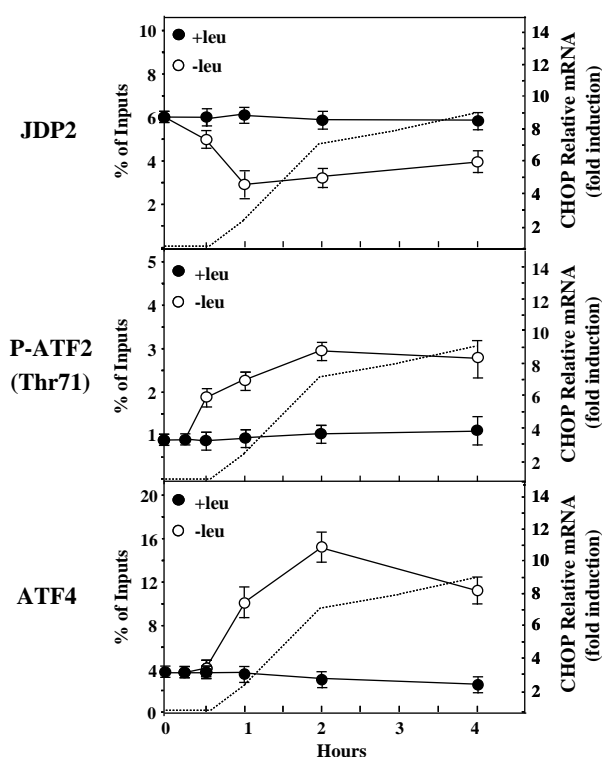 JDP2
% of Inputs
10
8
6
4
2
+leu
-leu
14
12
10
8
6
4
2
CHOP Relative mRNA
(fold induction)
P-ATF2
(Thr71)
% of Inputs
5
4
3
2
1
+leu
-leu
14
12
10
8
6
4
2
CHOP Relative mRNA
(fold induction)
ATF4
% of Inputs
20
16
12
8
4
0
+leu
-leu
14
12
10
8
6
4
2
CHOP Relative mRNA
(fold induction)
0 1 2 3 4
Hours